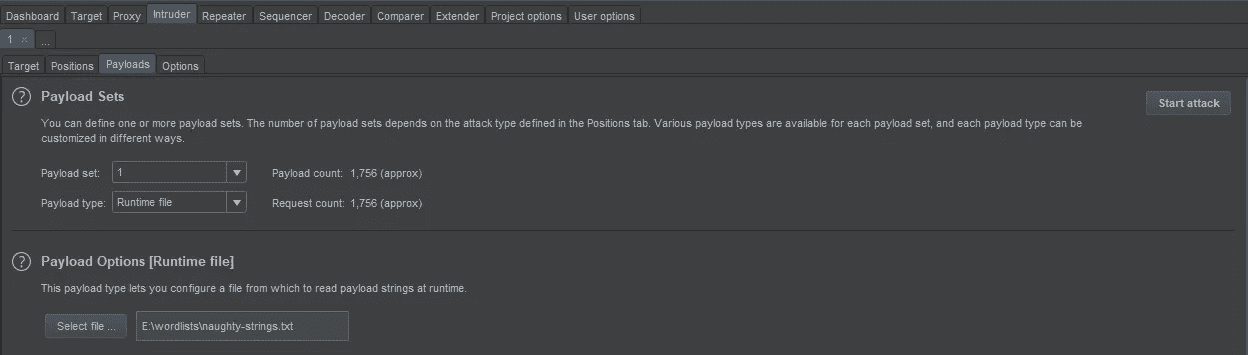 Dashboard Target Proxy Intruder Repeater Sequencer Decoder Comparer Extender Project options User options
1 × ...
Target Positions Payloads Options
? Payload Sets
Start attack
You can define one or more payload sets. The number of payload sets depends on the attack type defined in the Positions tab. Various payload types are available for each payload set, and each payload type can be
customized in different ways.
Payload set: 1 Payload count: 1,756 (approx)
Payload type: Runtime file Request count: 1,756 (approx)
? Payload Options [Runtime file]
This payload type lets you configure a file from which to read payload strings at runtime.
Select file ... E:\wordlists\naughty-strings.txt